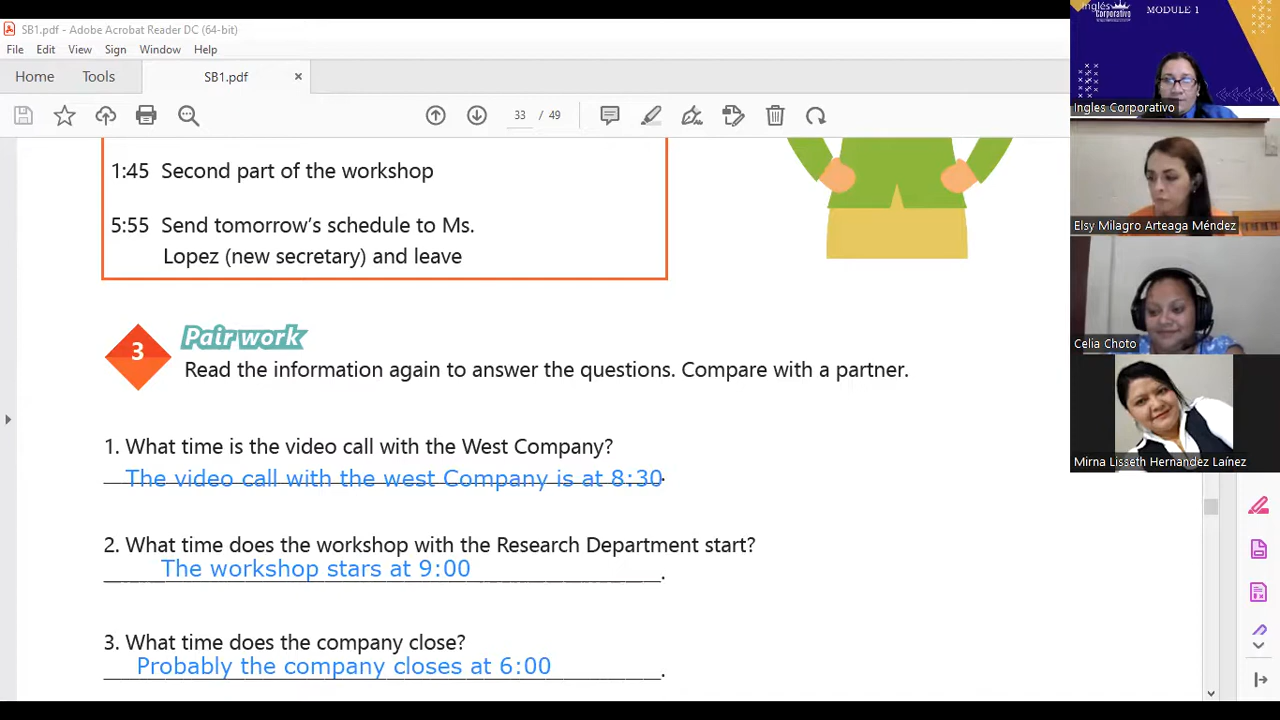 SB1.pdf - Adobe Acrobat Reader DC (64-bit)
File Edit View Sign Window Help
Home Tools SB1.pdf ×
33 / 49
1:45 Second part of the workshop
5:55 Send tomorrow's schedule to Ms.
Lopez (new secretary) and leave
3
Pair work
Read the information again to answer the questions. Compare with a partner.
1. What time is the video call with the West Company?
The video call with the west Company is at 8:30.
2. What time does the workshop with the Research Department start?
The workshop stars at 9:00.
3. What time does the company close?
Probably the company closes at 6:00.
Inglés
Corporativo
MODULE 1
Ingles Corporativo
Elsy Milagro Arteaga Méndez
Celia Choto
Mirna Lisseth Hernandez Laínez